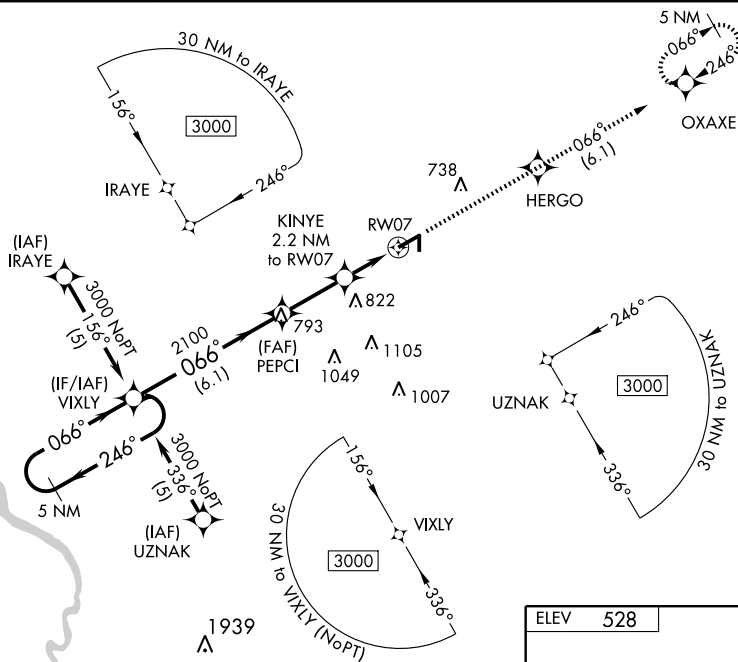 5 NM
066°
246°
OXAXE
30 NM to IRAYE
156°
3000
246°
IRAYE
066°
(6.1)
HERGO
738
RW07
KINYE
2.2 NM
to RW07
(IAF)
IRAYE
3000 NoPT
156°
(5)
822
793
(FAF)
PEPCI
2100
066°
(6.1)
1105
1049
1007
(IF/IAF)
VIXLY
066°
246°
5 NM
3000 NoPT
336°
(5)
(IAF)
UZNAK
246°
UZNAK
3000
336°
30 NM to UZNAK
156°
VIXLY
3000
336°
30 NM to VIXLY (NoPT)
1939
ELEV 528